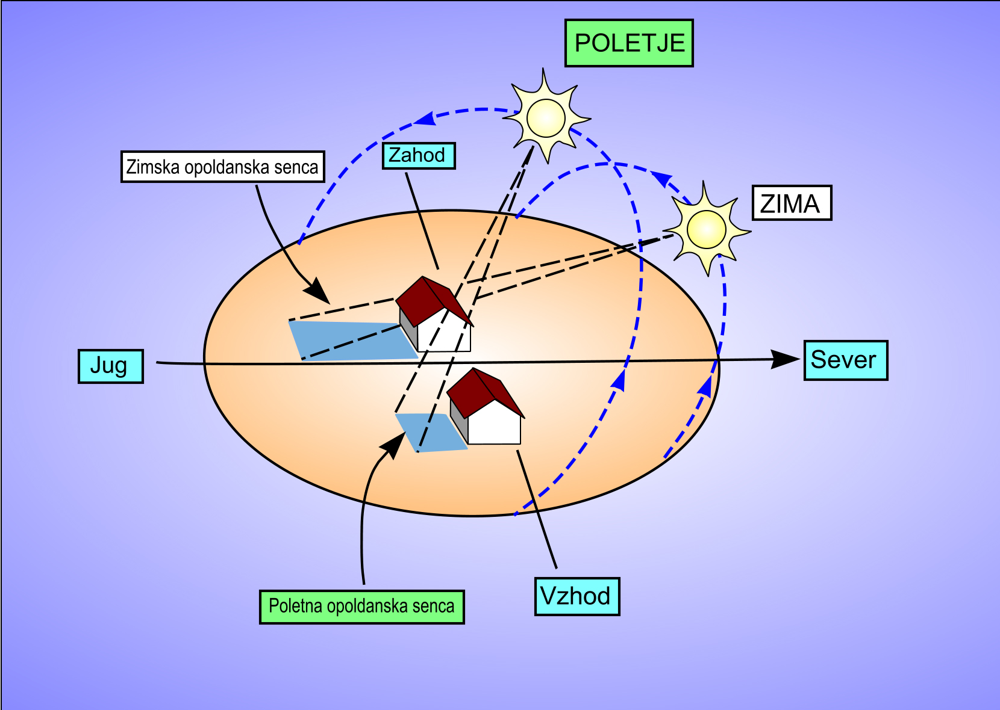 POLETJE
Zahod
Zimska opoldanska senca
ZIMA
Jug
Sever
Vzhod
Poletna opoldanska senca